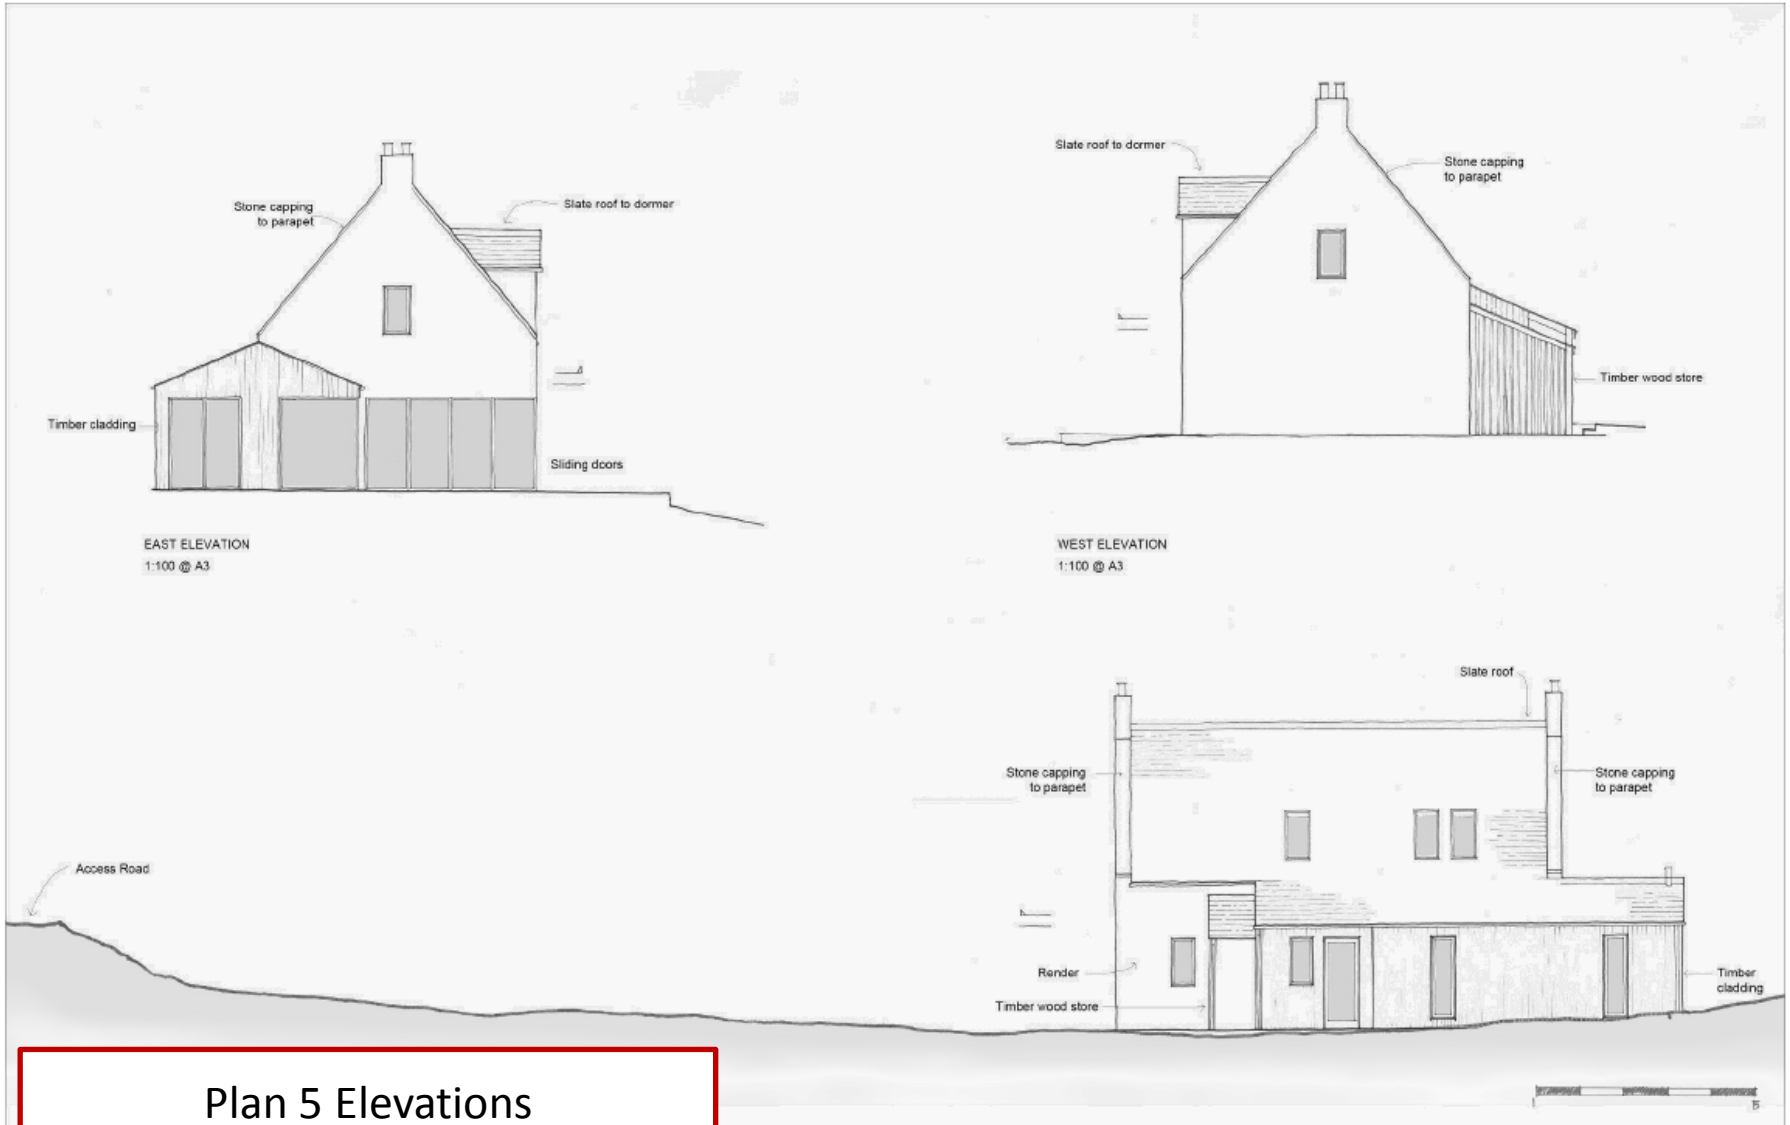 Slate roof to dormer
Stone capping
to parapet
Slate roof to dormer
Stone capping
to parapet
Timber wood store
Timber cladding
Sliding doors
EAST ELEVATION
1:100 @ A3
WEST ELEVATION
1:100 @ A3
Slate roof
Stone capping
to parapet
Stone capping
to parapet
Access Road
Render
Timber
cladding
Timber wood store
Plan 5 Elevations